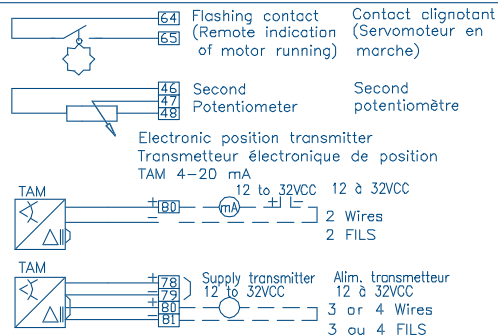 64 Flashing contact Contact clignotant
(Remote indication (Servomoteur en
65 of motor running) marche)
46 Second Second
47
Potentiometer potentiomètre
48
Electronic position transmitter
Transmetteur électronique de position
TAM 4-20 mA
TAM 12 to 32VCC 12 à 32VCC
+ 80 mA + −
− 2 Wires
2 FILS
TAM
+ 78 Supply transmitter Alim. transmetteur
− 79 12 to 32VCC 12 à 32VCC
+ 80 3 or 4 Wires
− 81 3 ou 4 FILS